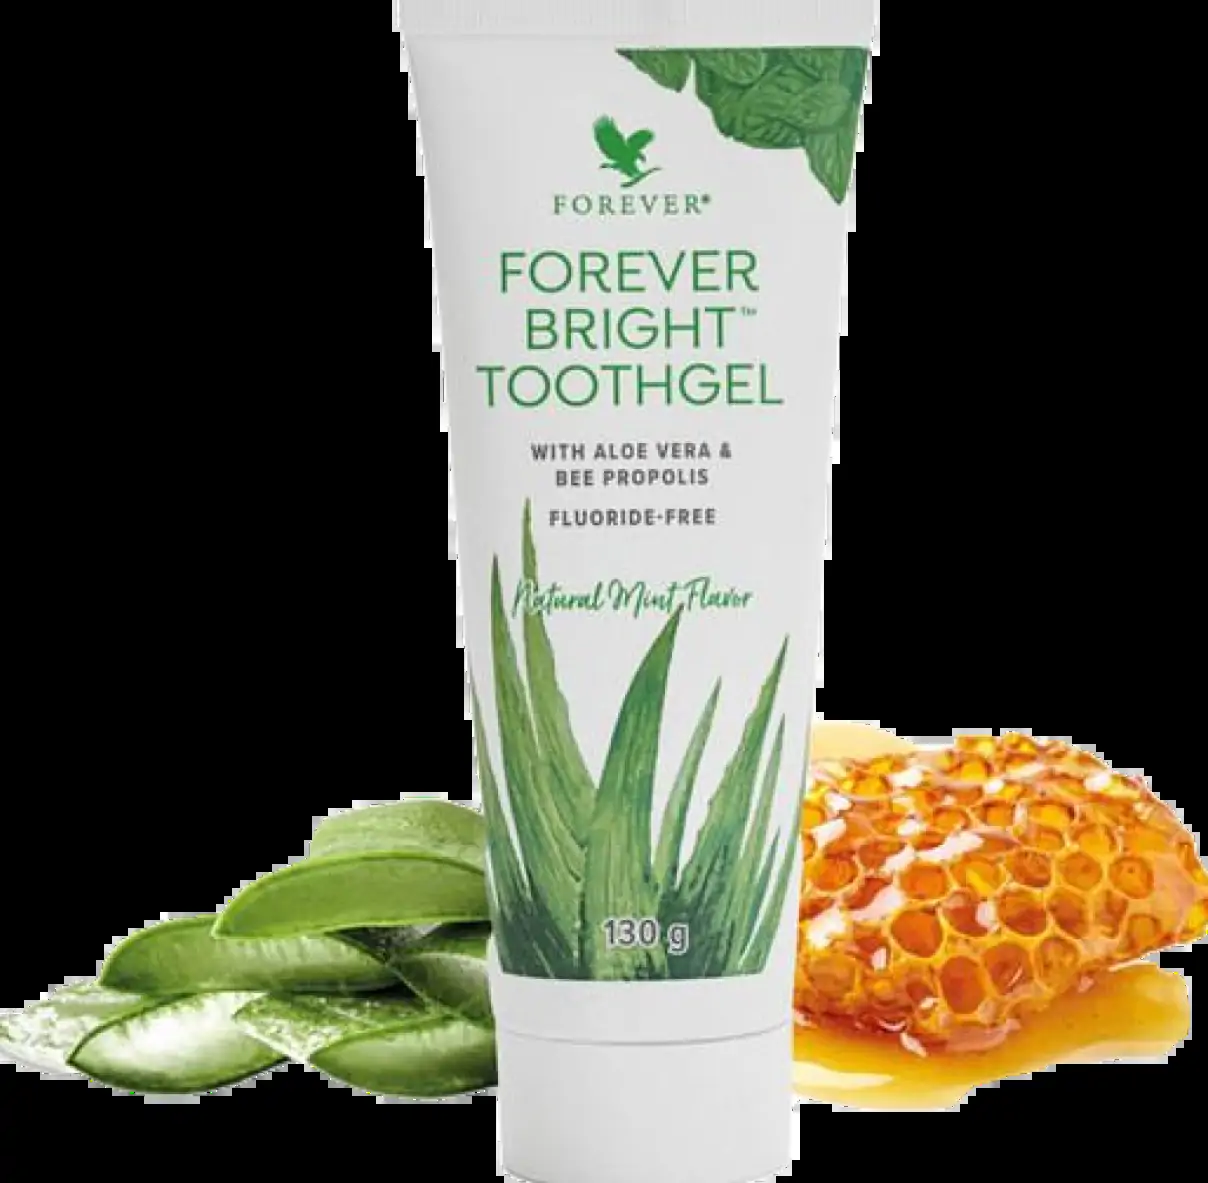 FOREVER®
FOREVER
BRIGHT™
TOOTHGEL
WITH ALOE VERA &
BEE PROPOLIS
FLUORIDE-FREE
Natural Mint Flavor
130 g